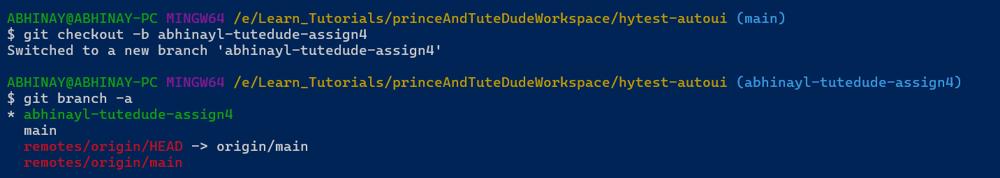 ABHINAY@ABHINAY-PC MINGW64 /e/Learn_Tutorials/princeAndTuteDudeWorkspace/hytest-autoui (main)
$ git checkout -b abhinayl-tutedude-assign4
Switched to a new branch 'abhinayl-tutedude-assign4'
ABHINAY@ABHINAY-PC MINGW64 /e/Learn_Tutorials/princeAndTuteDudeWorkspace/hytest-autoui (abhinayl-tutedude-assign4)
$ git branch -a
* abhinayl-tutedude-assign4
main
remotes/origin/HEAD -> origin/main
remotes/origin/main